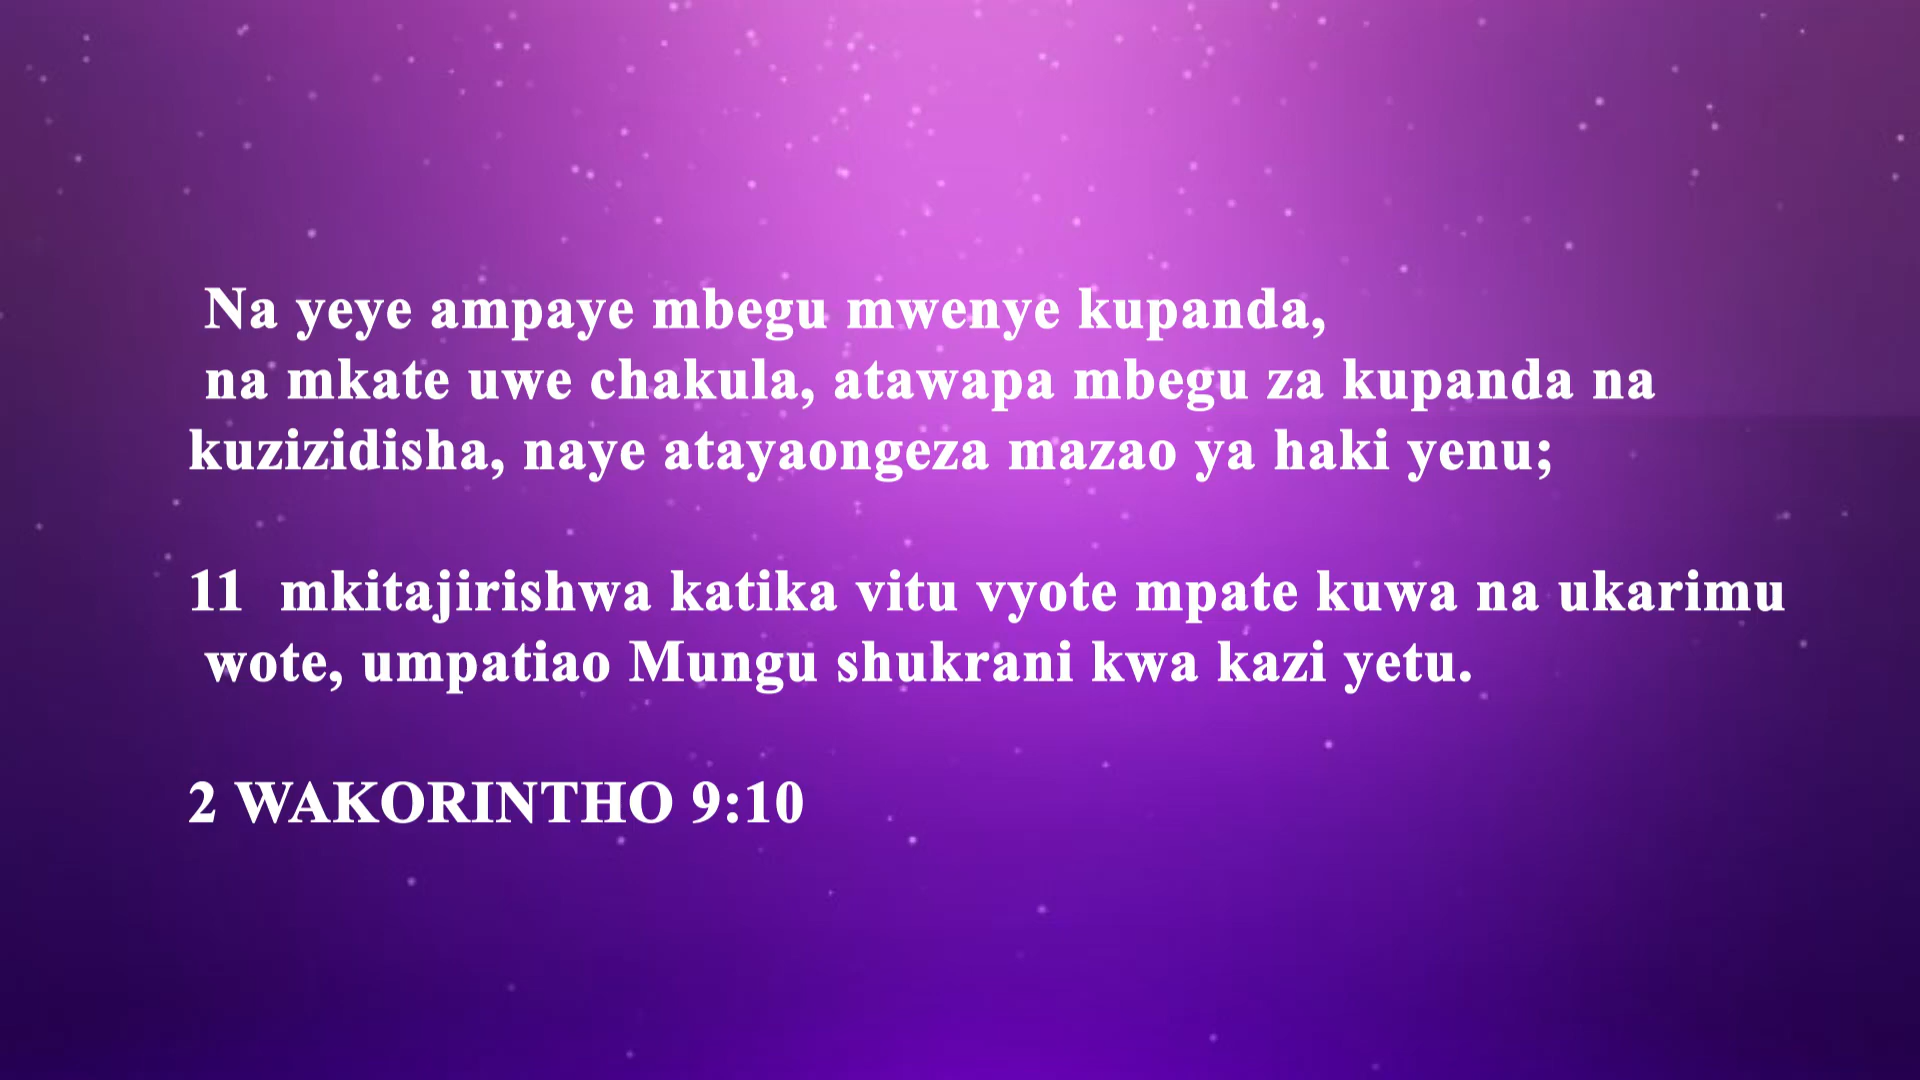 Na yeye ampaye mbegu mwenye kupanda,
na mkate uwe chakula, atawapa mbegu za kupanda na
kuzizidisha, naye atayaongeza mazao ya haki yenu;
11 mkitajirishwa katika vitu vyote mpate kuwa na ukarimu
wote, umpatiao Mungu shukrani kwa kazi yetu.
2 WAKORINTHO 9:10